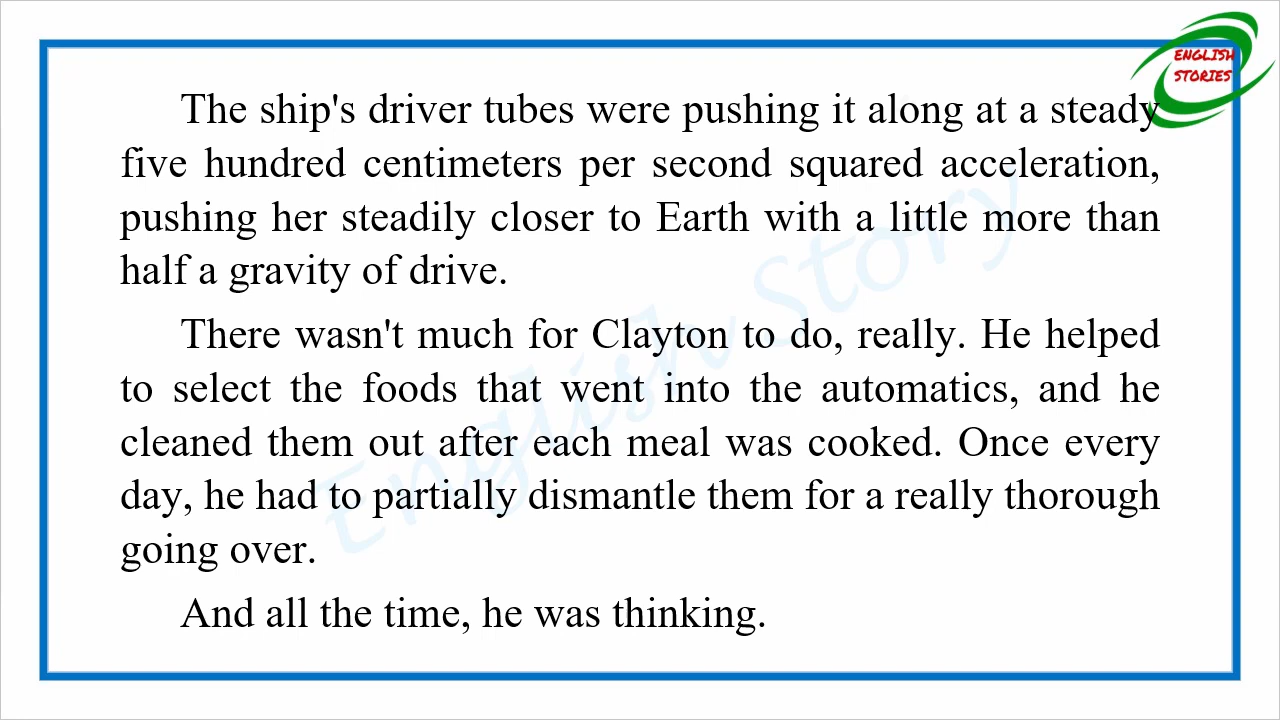 ENGLISH
STORIES
The ship's driver tubes were pushing it along at a steady
five hundred centimeters per second squared acceleration,
pushing her steadily closer to Earth with a little more than
half a gravity of drive.
There wasn't much for Clayton to do, really. He helped
to select the foods that went into the automatics, and he
cleaned them out after each meal was cooked. Once every
day, he had to partially dismantle them for a really thorough
going over.
And all the time, he was thinking.
English Story